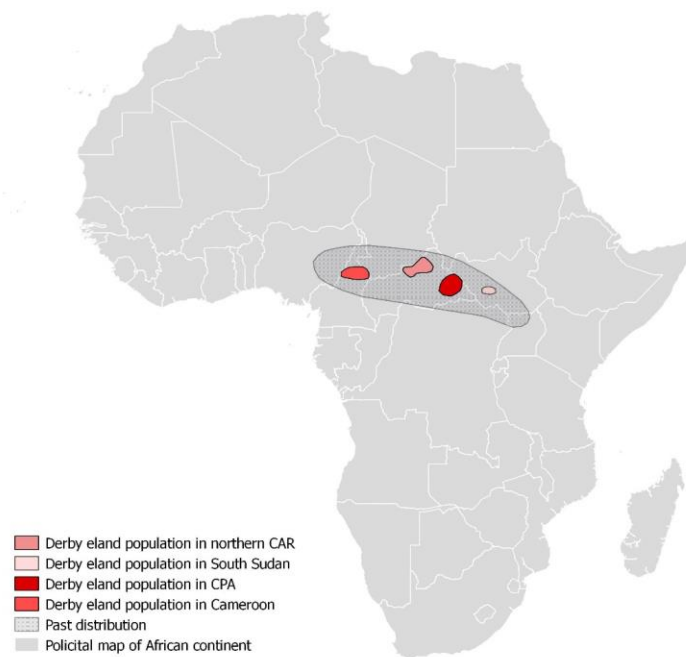 Derby eland population in northern CAR
Derby eland population in South Sudan
Derby eland population in CPA
Derby eland population in Cameroon
Past distribution
Policital map of African continent